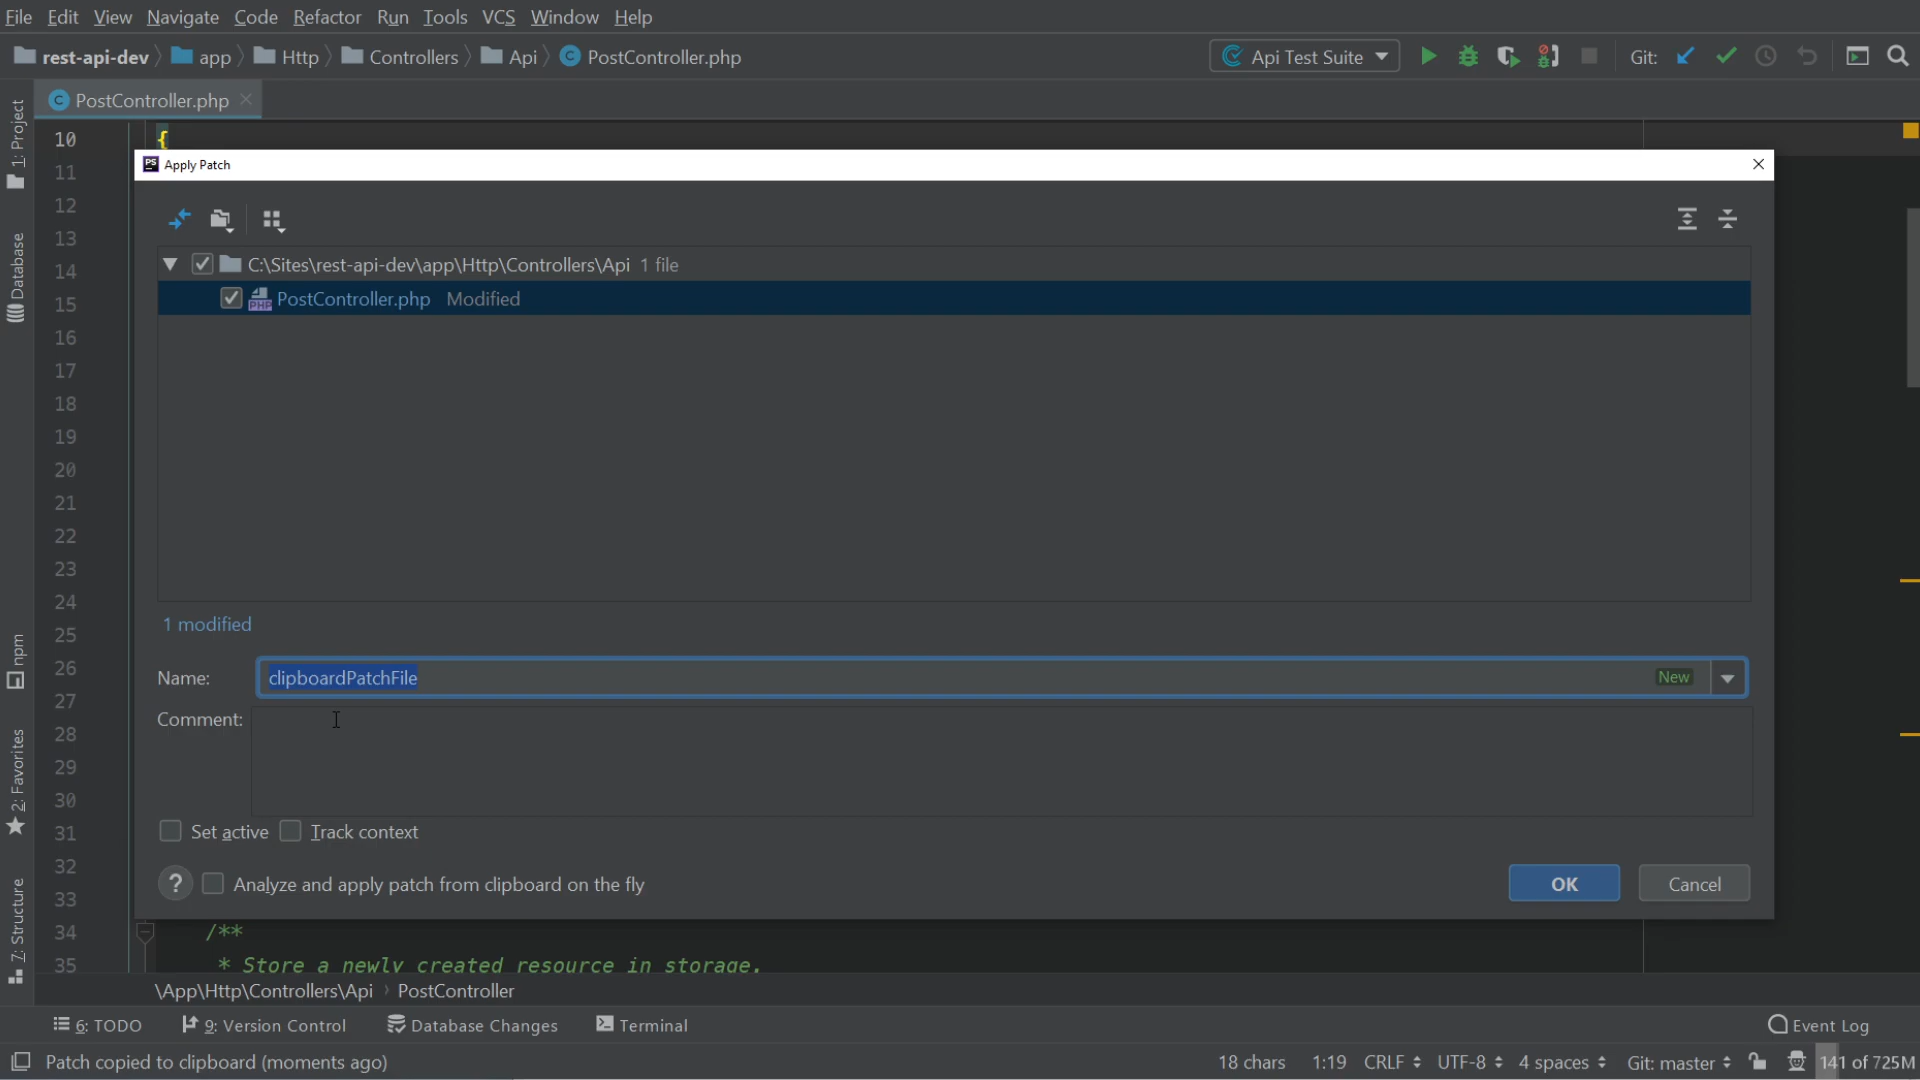 File Edit View Navigate Code Refactor Run Tools VCS Window Help
rest-api-dev app Http Controllers Api PostController.php Api Test Suite Git:
PostController.php
1: Project
Database
npm
2: Favorites
7: Structure
10 {
PS Apply Patch
11
12
13
14
15
16
17
18
19
20
21
22
23
24
25
26
27
28
29
30
31
32
33
C:\Sites\rest-api-dev\app\Http\Controllers\Api 1 file
PHP PostController.php Modified
1 modified
Name: clipboardPatchFile New
Comment:
Set active Track context
? Analyze and apply patch from clipboard on the fly OK Cancel
34 /**
35 * Store a newly created resource in storage.
\App\Http\Controllers\Api › PostController
6: TODO 9: Version Control Database Changes Terminal Event Log
Patch copied to clipboard (moments ago) 18 chars 1:19 CRLF UTF-8 4 spaces Git: master 141 of 725M